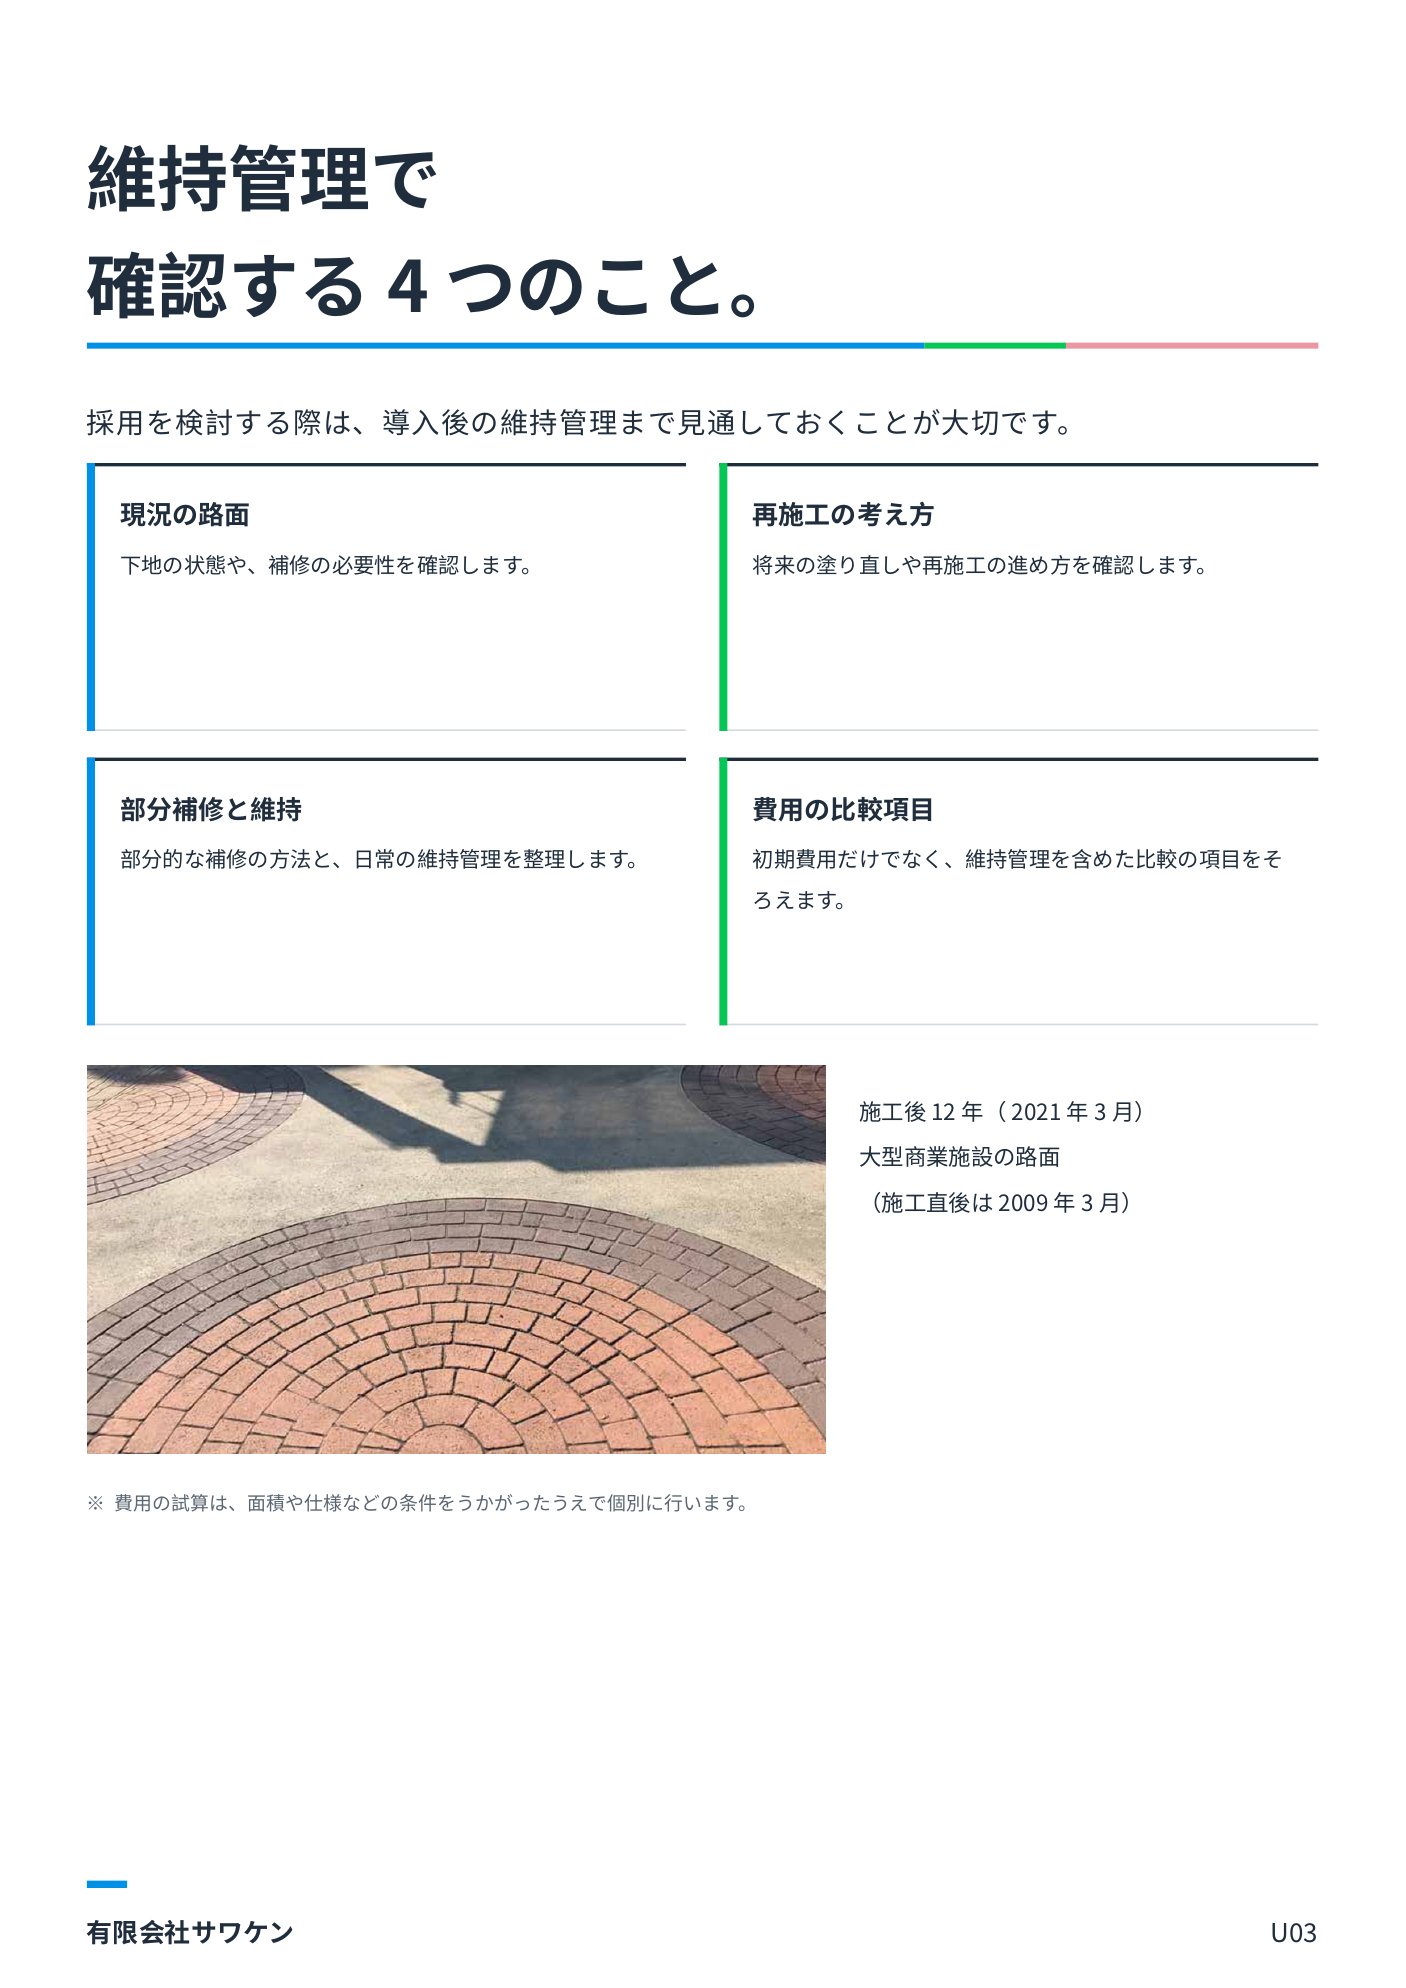 維持管理で
確認する4つのこと。
採用を検討する際は、導入後の維持管理まで見通しておくことが大切です。
現況の路面
下地の状態や、補修の必要性を確認します。
再施工の考え方
将来の塗り直しや再施工の進め方を確認します。
部分補修と維持
部分的な補修の方法と、日常の維持管理を整理します。
費用の比較項目
初期費用だけでなく、維持管理を含めた比較の項目をそ
ろえます。
施工後12年（2021年3月）
大型商業施設の路面
（施工直後は2009年3月）
※ 費用の試算は、面積や仕様などの条件をうかがったうえで個別に行います。
有限会社サワケン
U03